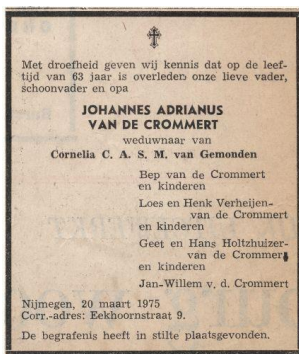 Met droefheid geven wij kennis dat op de leef-
tijd van 63 jaar is overleden onze lieve vader,
schoonvader en opa
JOHANNES ADRIANUS
VAN DE CROMMERT
weduwnaar van
Cornelia C. A. S. M. van Gemonden
Bep van de Crommert
en kinderen
Loes en Henk Verheijen-
van de Crommert
en kinderen
Geet en Hans Holtzhuizer-
van de Crommert
en kinderen
Jan-Willem v. d. Crommert
Nijmegen, 20 maart 1975
Corr.-adres: Eekhoornstraat 9.
De begrafenis heeft in stilte plaatsgevonden.